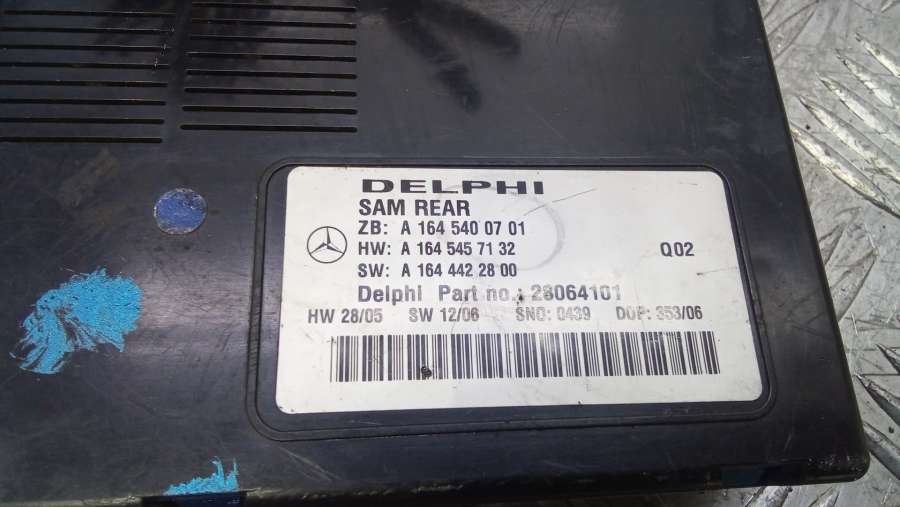 DELPHI
SAM REAR
ZB: A 164 540 07 01
HW: A 164 545 71 32 Q02
SW: A 164 442 28 00
Delphi Part no.: 28064101
HW 28/05 SW 12/06 SNO: 0439 DOP: 353/06